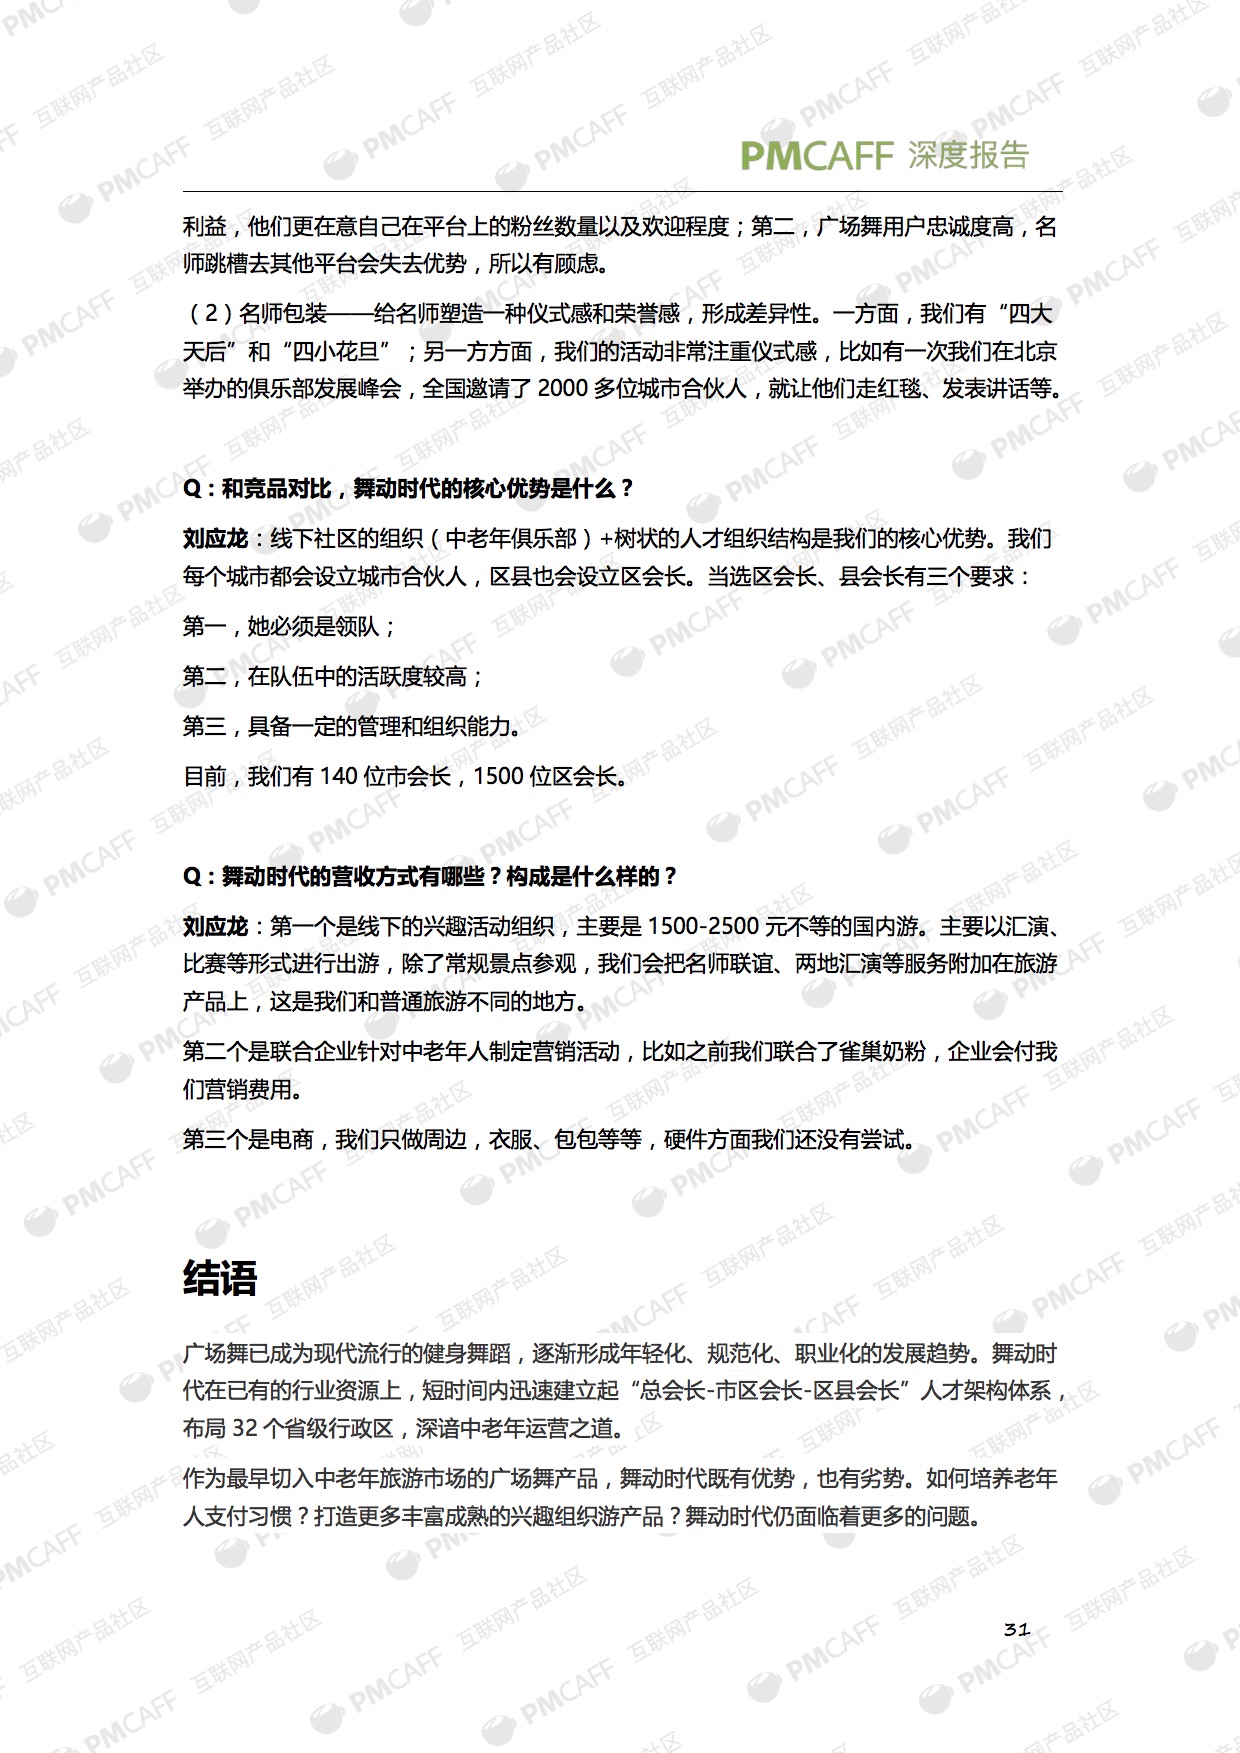 PMCAFF 深度报告
利益，他们更在意自己在平台上的粉丝数量以及欢迎程度；第二，广场舞用户忠诚度高，名
师跳槽去其他平台会失去优势，所以有顾虑。
（2）名师包装——给名师塑造一种仪式感和荣誉感，形成差异性。一方面，我们有“四大
天后”和“四小花旦”；另一方方面，我们的活动非常注重仪式感，比如有一次我们在北京
举办的俱乐部发展峰会，全国邀请了 2000 多位城市合伙人，就让他们走红毯、发表讲话等。
Q：和竞品对比，舞动时代的核心优势是什么？
刘应龙：线下社区的组织（中老年俱乐部）+树状的人才组织结构是我们的核心优势。我们
每个城市都会设立城市合伙人，区县也会设立区会长。当选区会长、县会长有三个要求：
第一，她必须是领队；
第二，在队伍中的活跃度较高；
第三，具备一定的管理和组织能力。
目前，我们有 140 位市会长，1500 位区会长。
Q：舞动时代的营收方式有哪些？构成是什么样的？
刘应龙：第一个是线下的兴趣活动组织，主要是 1500-2500 元不等的国内游。主要以汇演、
比赛等形式进行出游，除了常规景点参观，我们会把名师联谊、两地汇演等服务附加在旅游
产品上，这是我们和普通旅游不同的地方。
第二个是联合企业针对中老年人制定营销活动，比如之前我们联合了雀巢奶粉，企业会付我
们营销费用。
第三个是电商，我们只做周边，衣服、包包等等，硬件方面我们还没有尝试。
结语
广场舞已成为现代流行的健身舞蹈，逐渐形成年轻化、规范化、职业化的发展趋势。舞动时
代在已有的行业资源上，短时间内迅速建立起“总会长-市区会长-区县会长”人才架构体系，
布局 32 个省级行政区，深谙中老年运营之道。
作为最早切入中老年旅游市场的广场舞产品，舞动时代既有优势，也有劣势。如何培养老年
人支付习惯？打造更多丰富成熟的兴趣组织游产品？舞动时代仍面临着更多的问题。
31